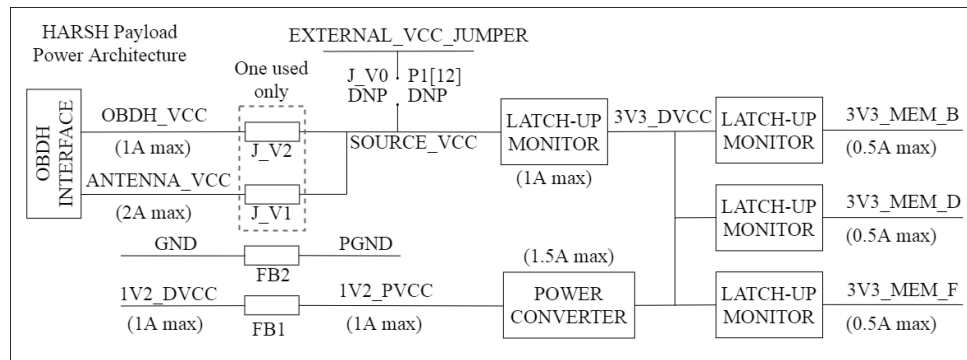 HARSH Payload
Power Architecture
EXTERNAL_VCC_JUMPER
One used
only
J_V0
DNP
P1[12]
DNP
OBDH
INTERFACE
OBDH_VCC
(1A max)
J_V2
SOURCE_VCC
LATCH-UP
MONITOR
(1A max)
3V3_DVCC
LATCH-UP
MONITOR
3V3_MEM_B
(0.5A max)
ANTENNA_VCC
(2A max)
J_V1
LATCH-UP
MONITOR
3V3_MEM_D
(0.5A max)
GND
FB2
PGND
(1.5A max)
1V2_DVCC
(1A max)
FB1
1V2_PVCC
(1A max)
POWER
CONVERTER
LATCH-UP
MONITOR
3V3_MEM_F
(0.5A max)